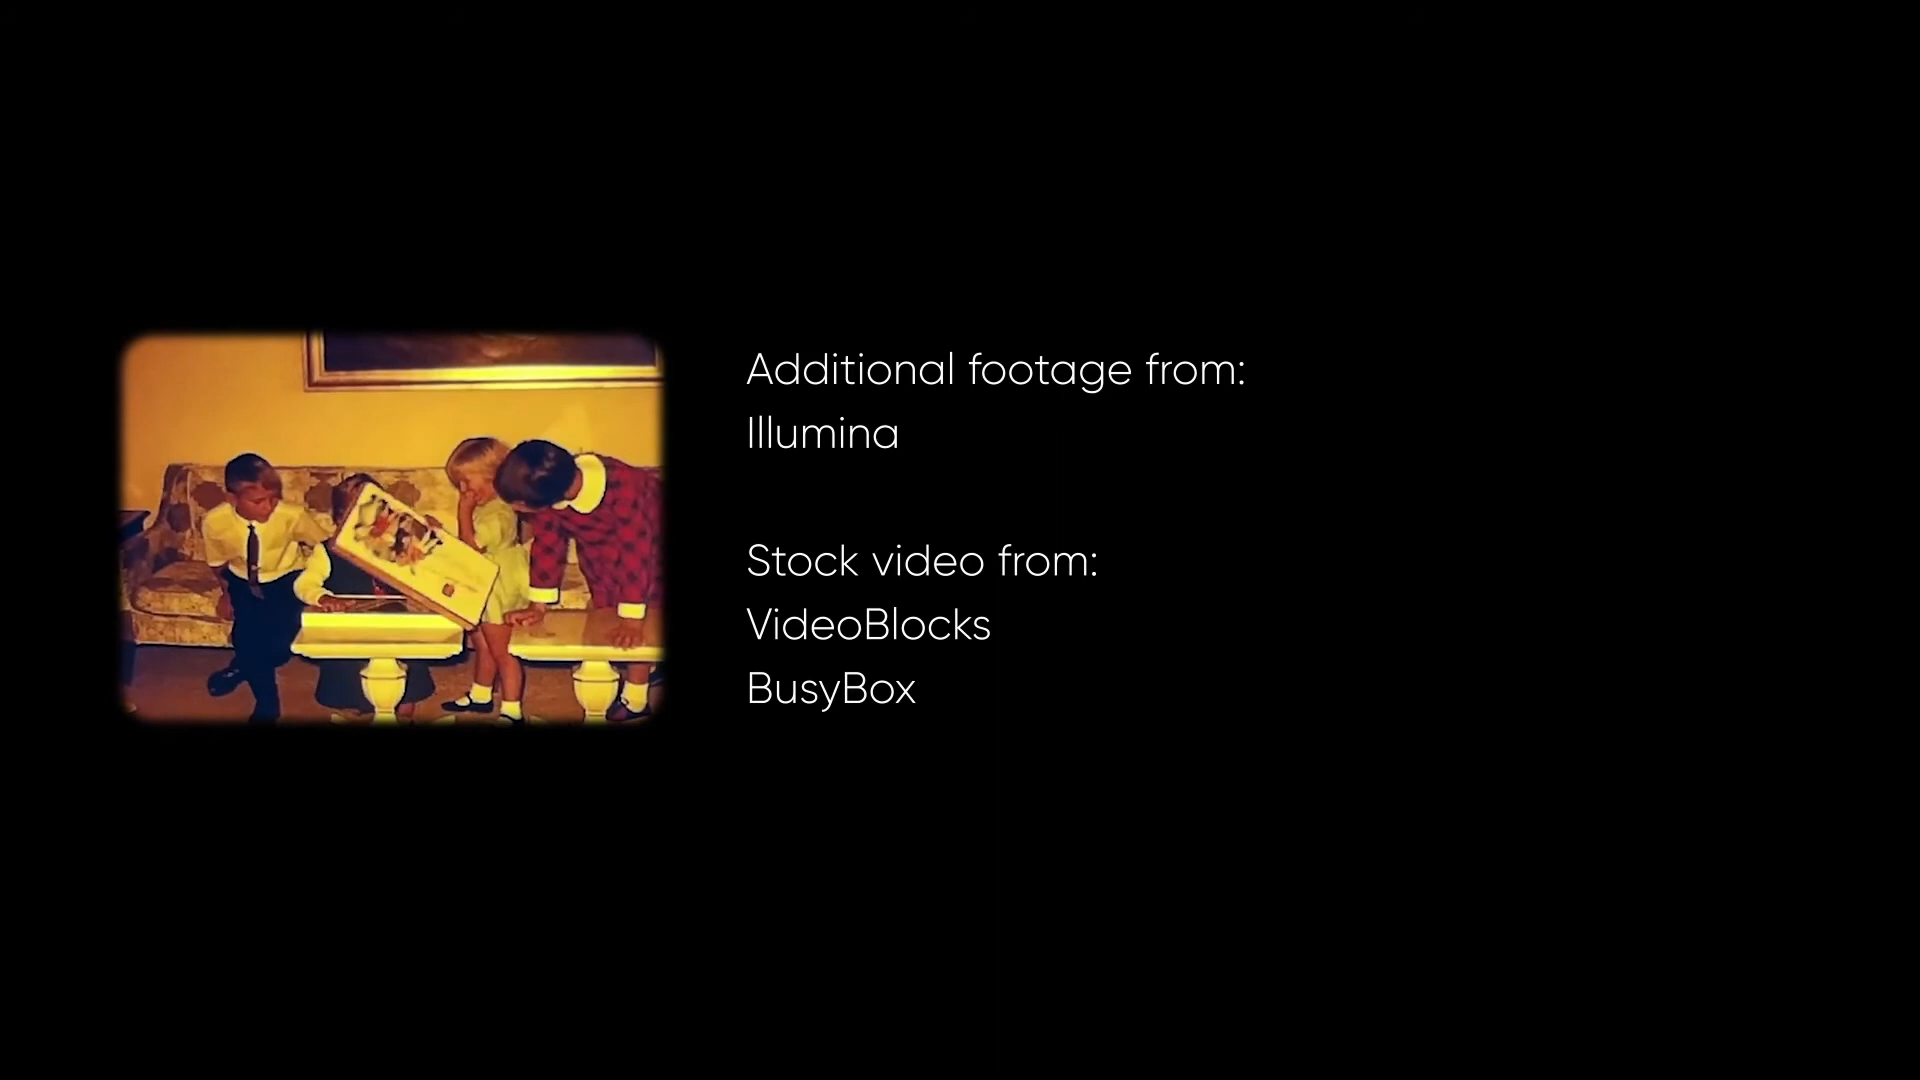 Additional footage from:
Illumina
Stock video from:
VideoBlocks
BusyBox